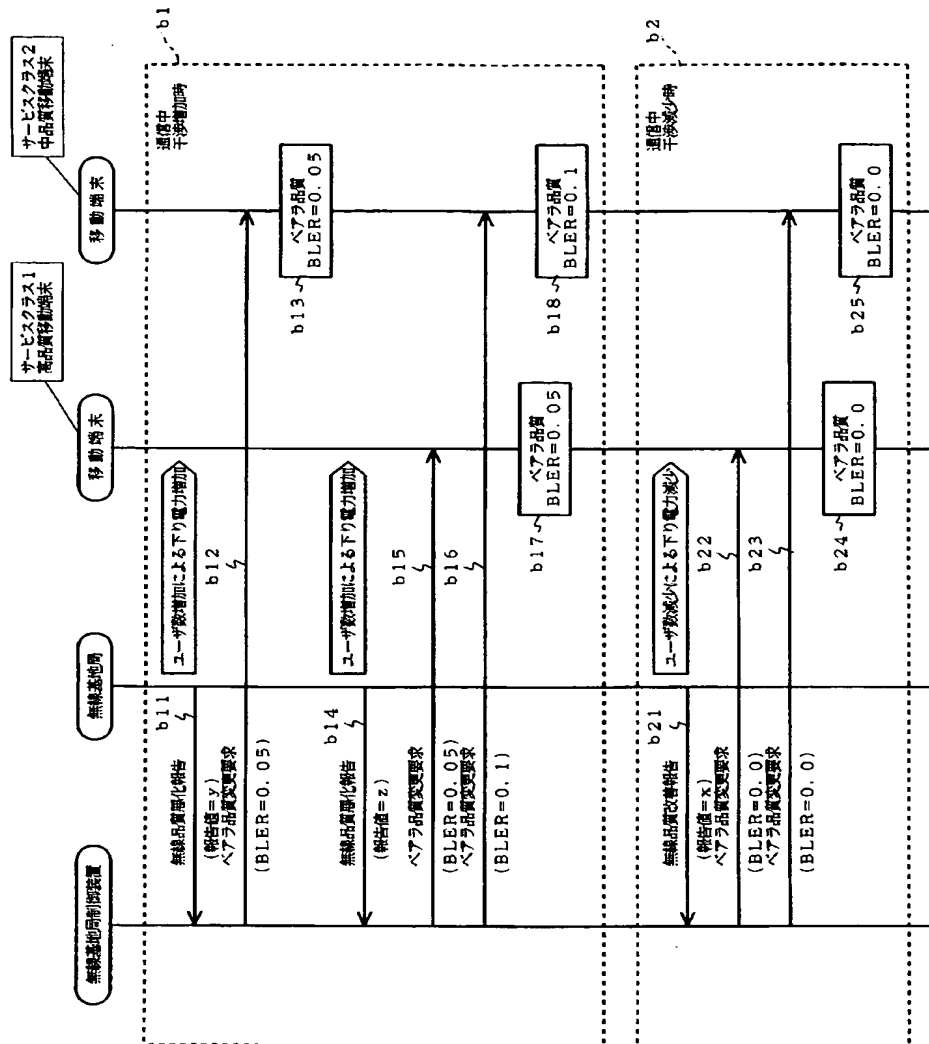 サービスクラス1
高品質移動端末
サービスクラス2
中品質移動端末
無線基地局制御装置
無線基地局
移動端末
移動端末
b1
通信中
干渉増加時
b11
無線品質悪化報告
(報告値=y)
ユーザ数増加による下り電力増加
b12
ベアラ品質変更要求
(BLER=0.05)
b13
ベアラ品質
BLER=0.05
b14
無線品質悪化報告
(報告値=z)
ユーザ数増加による下り電力増加
b15
ベアラ品質変更要求
(BLER=0.05)
b16
ベアラ品質変更要求
(BLER=0.1)
b17
ベアラ品質
BLER=0.05
b18
ベアラ品質
BLER=0.1
b2
通信中
干渉減少時
b21
無線品質改善報告
(報告値=x)
ユーザ数減少による下り電力減少
b22
ベアラ品質変更要求
(BLER=0.0)
b23
ベアラ品質変更要求
(BLER=0.0)
b24
ベアラ品質
BLER=0.0
b25
ベアラ品質
BLER=0.0